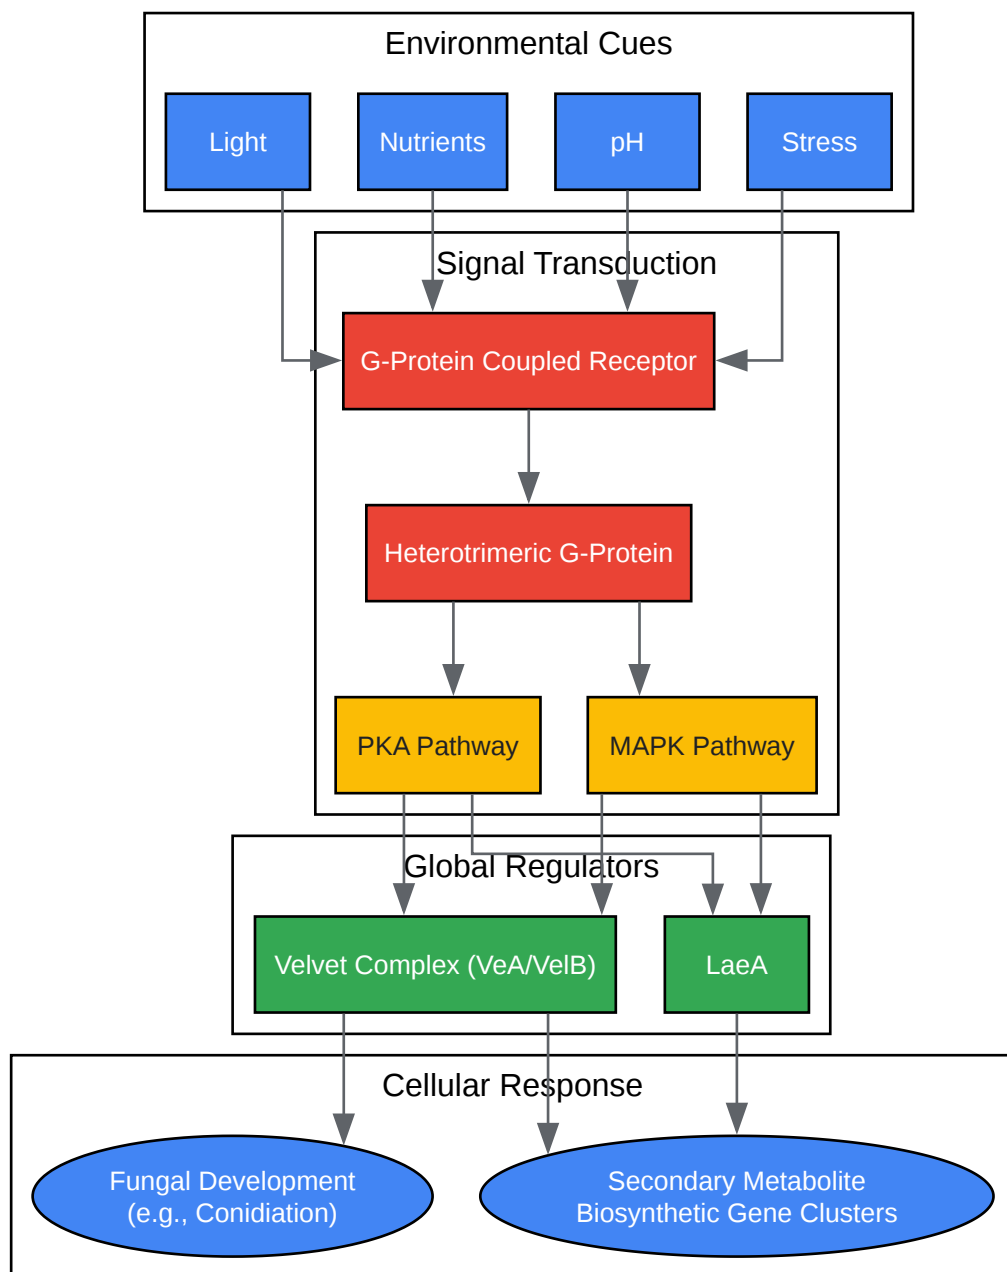 Environmental Cues
Light
Nutrients
pH
Stress
Signal Transduction
G-Protein Coupled Receptor
Heterotrimeric G-Protein
PKA Pathway
MAPK Pathway
Global Regulators
Velvet Complex (VeA/VelB)
LaeA
Cellular Response
Fungal Development
(e.g., Conidiation)
Secondary Metabolite
Biosynthetic Gene Clusters